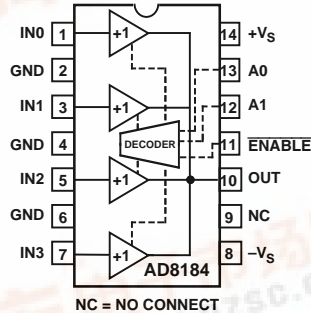 IN0 1 +1 14 +VS
GND 2 13 A0
IN1 3 +1 12 A1
GND 4 DECODER 11 ENABLE
IN2 5 +1 10 OUT
GND 6 9 NC
IN3 7 +1 8 –VS
AD8184
NC = NO CONNECT